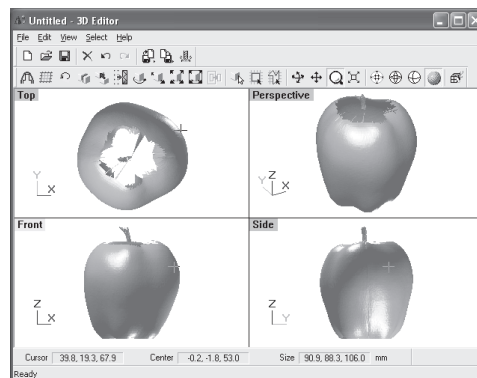 Untitled - 3D Editor
File Edit View Select Help
Top
Perspective
Y
X
Z
Y
X
Front
Side
Z
X
Z
Y
Cursor 39.8, 19.3, 67.9 Center -0.2, -1.8, 53.0 Size 90.9, 88.3, 106.0 mm
Ready